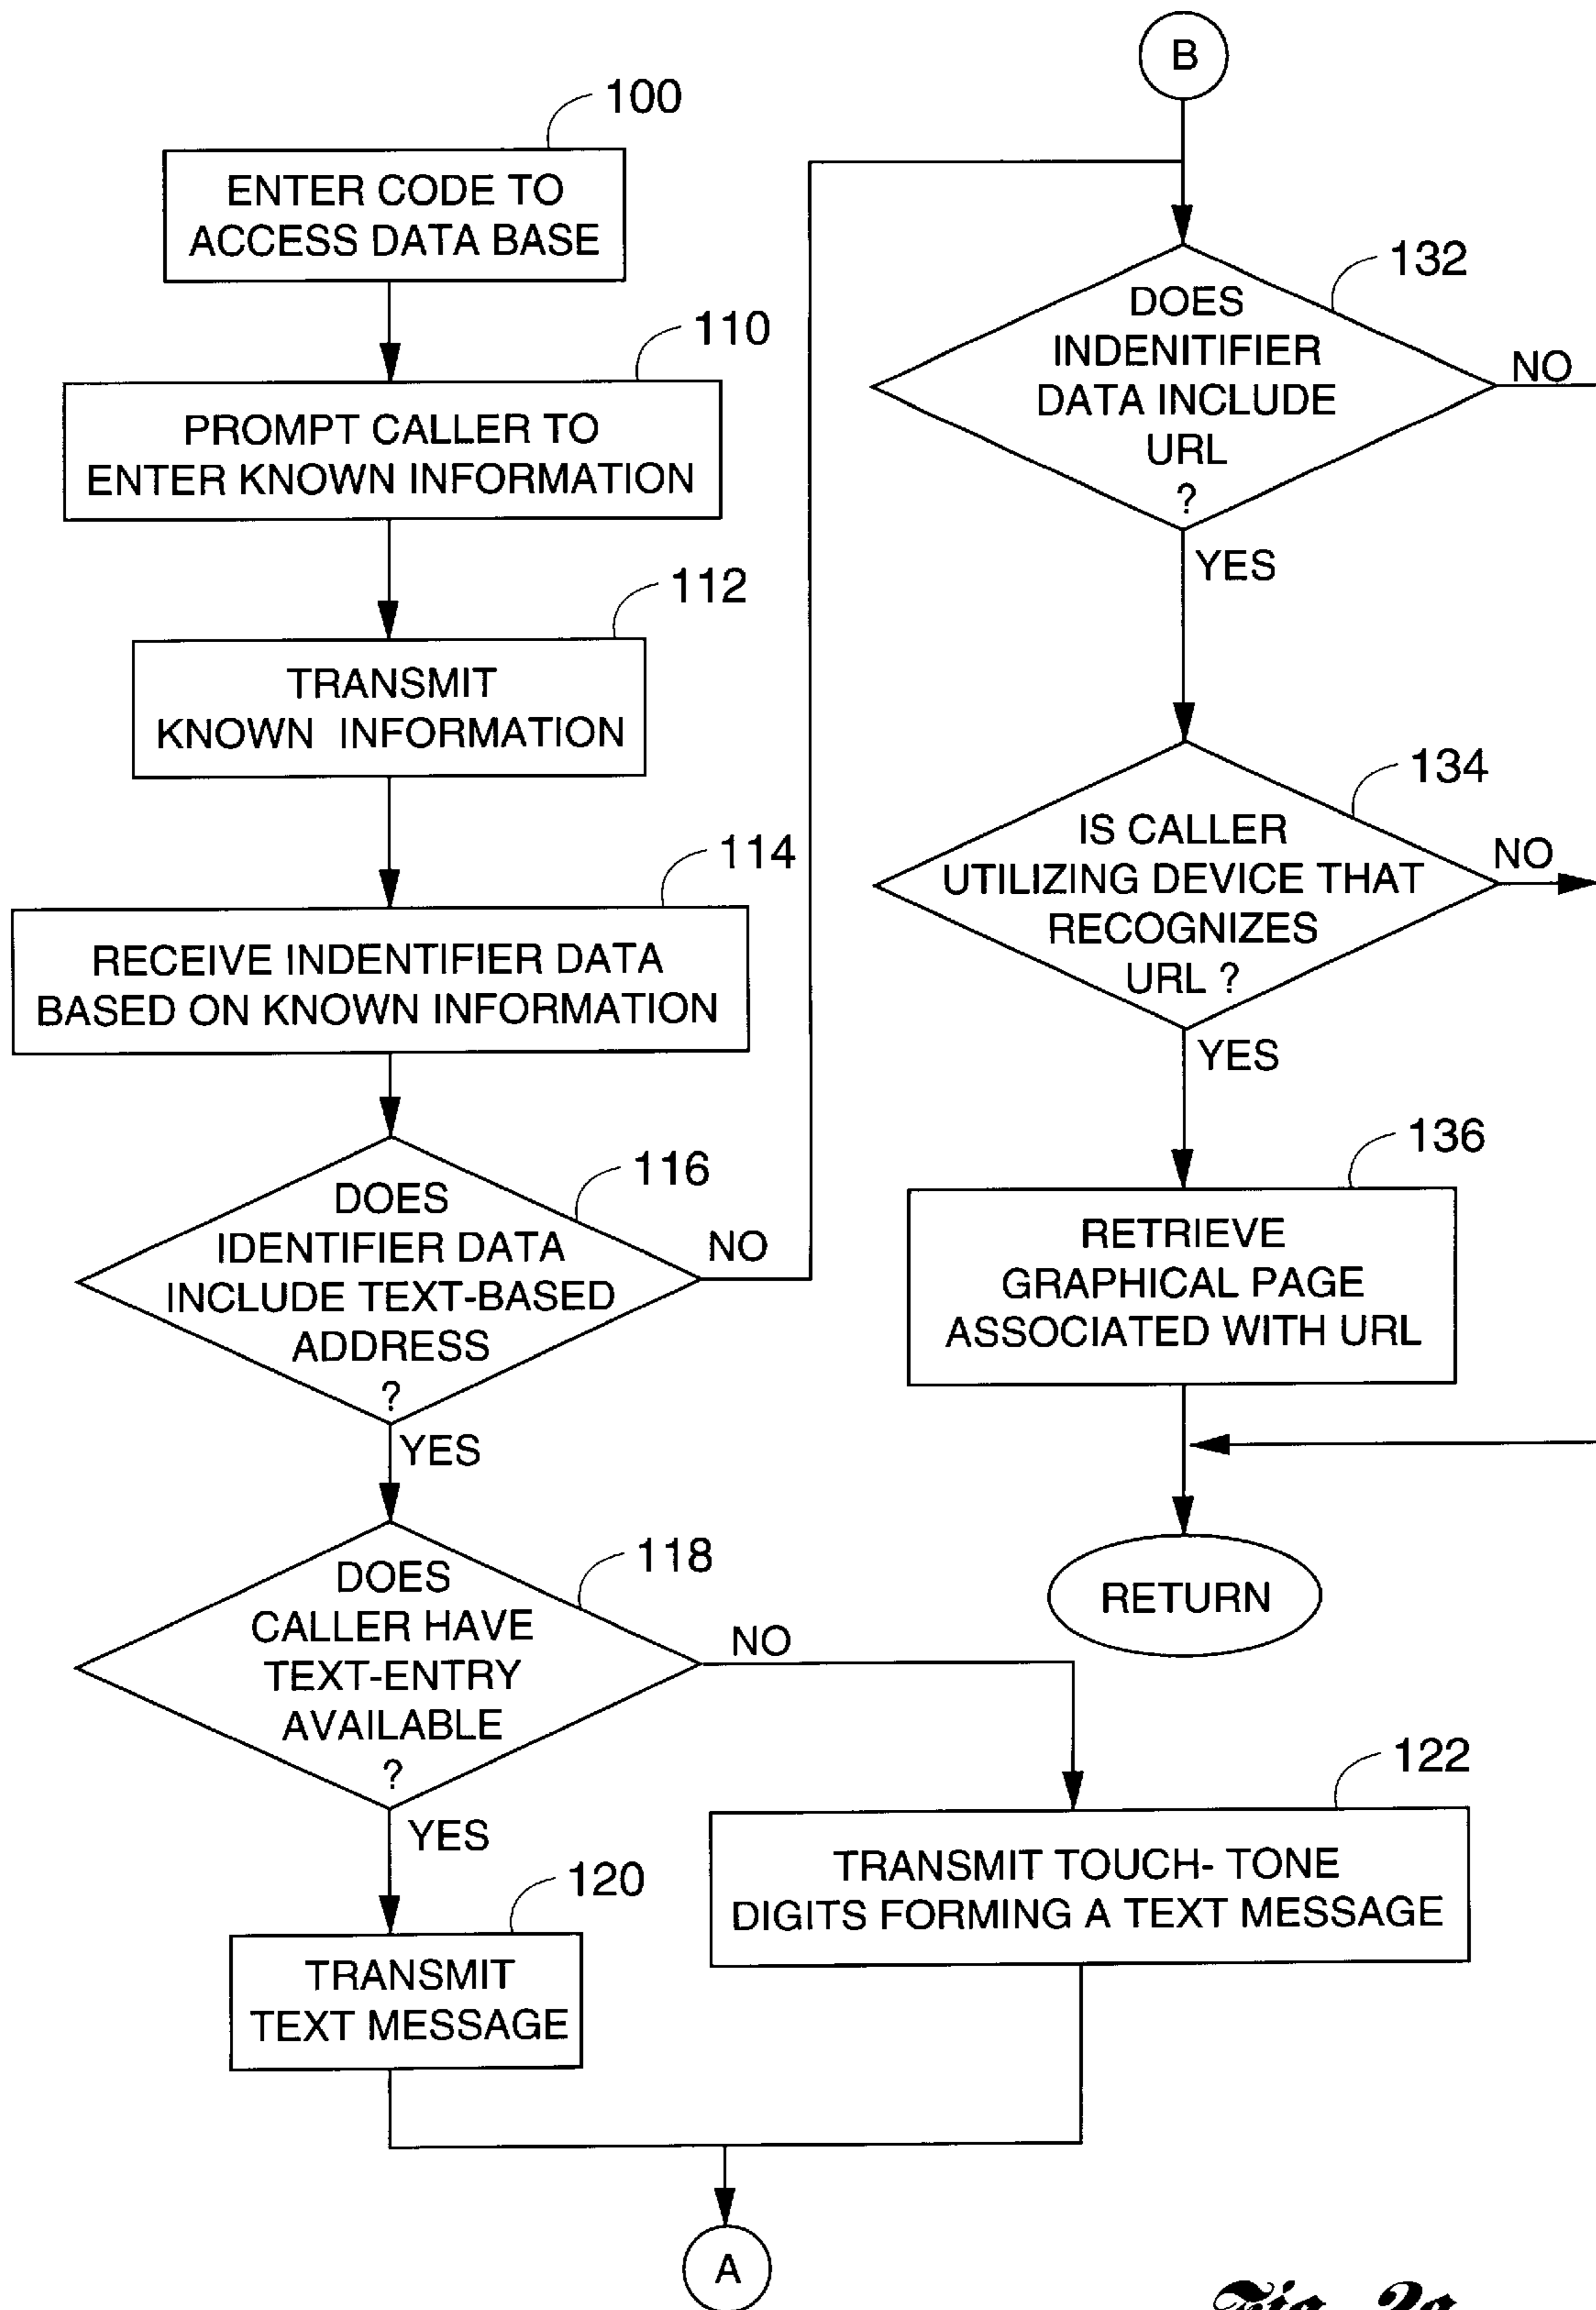 100
ENTER CODE TO
ACCESS DATA BASE
110
PROMPT CALLER TO
ENTER KNOWN INFORMATION
112
TRANSMIT
KNOWN INFORMATION
114
RECEIVE INDENTIFIER DATA
BASED ON KNOWN INFORMATION
116
DOES
IDENTIFIER DATA
INCLUDE TEXT-BASED
ADDRESS
?
NO
YES
118
DOES
CALLER HAVE
TEXT-ENTRY
AVAILABLE
?
NO
YES
120
TRANSMIT
TEXT MESSAGE
122
TRANSMIT TOUCH- TONE
DIGITS FORMING A TEXT MESSAGE
A
B
132
DOES
INDENITIFIER
DATA INCLUDE
URL
?
NO
YES
134
IS CALLER
UTILIZING DEVICE THAT
RECOGNIZES
URL ?
NO
YES
136
RETRIEVE
GRAPHICAL PAGE
ASSOCIATED WITH URL
RETURN
Fig. 2a